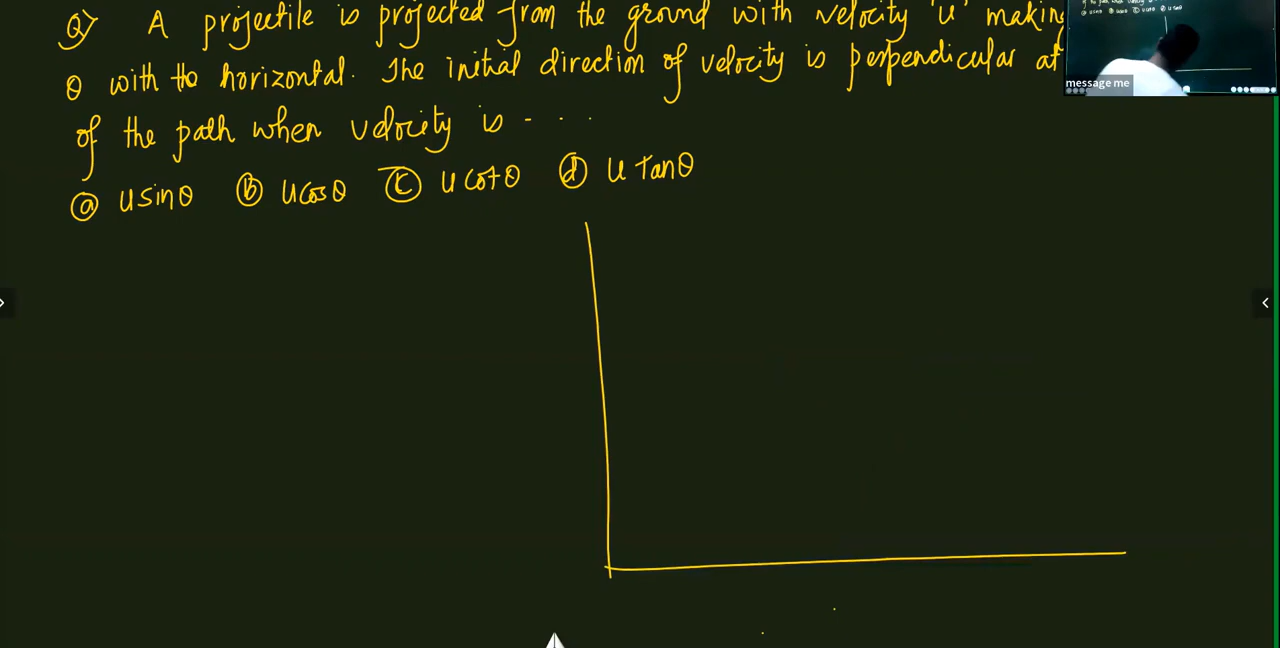 Q> A projectile is projected from the ground with velocity 'u' making
θ with the horizontal. The initial direction of velocity is perpendicular at
of the path when velocity is - . .
ⓐ u sinθ ⓑ u cosθ ⓒ u cotθ ⓓ u tanθ
message me